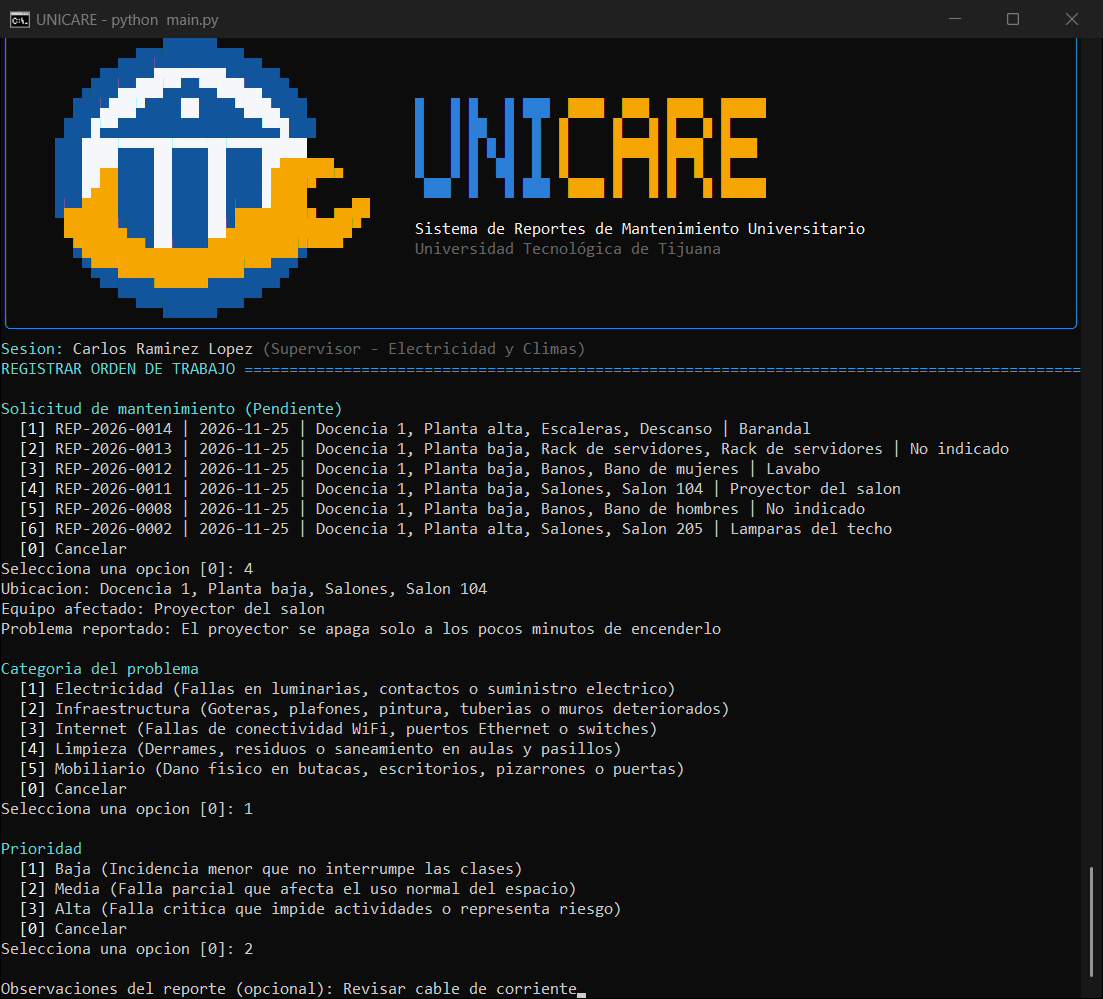 UNICARE - python  main.py
UNICARE
Sistema de Reportes de Mantenimiento Universitario
Universidad Tecnológica de Tijuana
Sesion: Carlos Ramirez Lopez (Supervisor - Electricidad y Climas)
REGISTRAR ORDEN DE TRABAJO =============================================================================================
Solicitud de mantenimiento (Pendiente)
[1] REP-2026-0014 | 2026-11-25 | Docencia 1, Planta alta, Escaleras, Descanso | Barandal
[2] REP-2026-0013 | 2026-11-25 | Docencia 1, Planta baja, Rack de servidores, Rack de servidores | No indicado
[3] REP-2026-0012 | 2026-11-25 | Docencia 1, Planta baja, Banos, Bano de mujeres | Lavabo
[4] REP-2026-0011 | 2026-11-25 | Docencia 1, Planta baja, Salones, Salon 104 | Proyector del salon
[5] REP-2026-0008 | 2026-11-25 | Docencia 1, Planta baja, Banos, Bano de hombres | No indicado
[6] REP-2026-0002 | 2026-11-25 | Docencia 1, Planta alta, Salones, Salon 205 | Lamparas del techo
[0] Cancelar
Selecciona una opcion [0]: 4
Ubicacion: Docencia 1, Planta baja, Salones, Salon 104
Equipo afectado: Proyector del salon
Problema reportado: El proyector se apaga solo a los pocos minutos de encenderlo
Categoria del problema
[1] Electricidad (Fallas en luminarias, contactos o suministro electrico)
[2] Infraestructura (Goteras, plafones, pintura, tuberias o muros deteriorados)
[3] Internet (Fallas de conectividad WiFi, puertos Ethernet o switches)
[4] Limpieza (Derrames, residuos o saneamiento en aulas y pasillos)
[5] Mobiliario (Dano fisico en butacas, escritorios, pizarrones o puertas)
[0] Cancelar
Selecciona una opcion [0]: 1
Prioridad
[1] Baja (Incidencia menor que no interrumpe las clases)
[2] Media (Falla parcial que afecta el uso normal del espacio)
[3] Alta (Falla critica que impide actividades o representa riesgo)
[0] Cancelar
Selecciona una opcion [0]: 2
Observaciones del reporte (opcional): Revisar cable de corriente